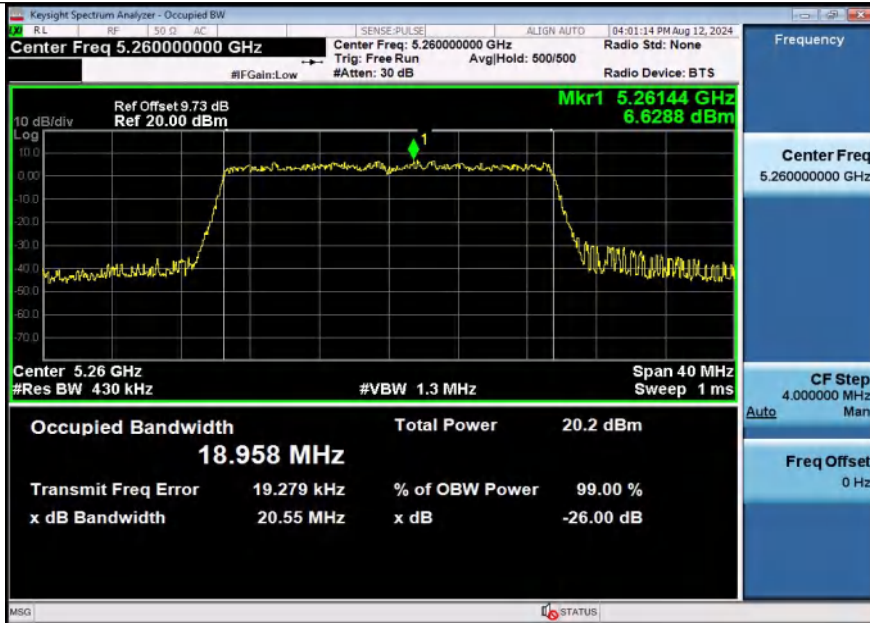 Keysight Spectrum Analyzer - Occupied BW
LXI RL RF 50 Ω AC SENSE:PULSE ALIGN AUTO 04:01:14 PM Aug 12, 2024
Center Freq 5.260000000 GHz
Center Freq: 5.260000000 GHz
Radio Std: None
Trig: Free Run Avg|Hold: 500/500
#IFGain:Low #Atten: 30 dB
Radio Device: BTS
Frequency
Ref Offset 9.73 dB
Mkr1 5.26144 GHz
10 dB/div Ref 20.00 dBm
6.6288 dBm
Log
1
10.0
0.00
-10.0
-20.0
-30.0
-40.0
-50.0
-60.0
-70.0
Center 5.26 GHz
Span 40 MHz
#Res BW 430 kHz
#VBW 1.3 MHz
Sweep 1 ms
Occupied Bandwidth
Total Power 20.2 dBm
18.958 MHz
Transmit Freq Error 19.279 kHz
% of OBW Power 99.00 %
x dB Bandwidth 20.55 MHz
x dB -26.00 dB
Center Freq
5.260000000 GHz
CF Step
4.000000 MHz
Auto Man
Freq Offset
0 Hz
MSG
STATUS